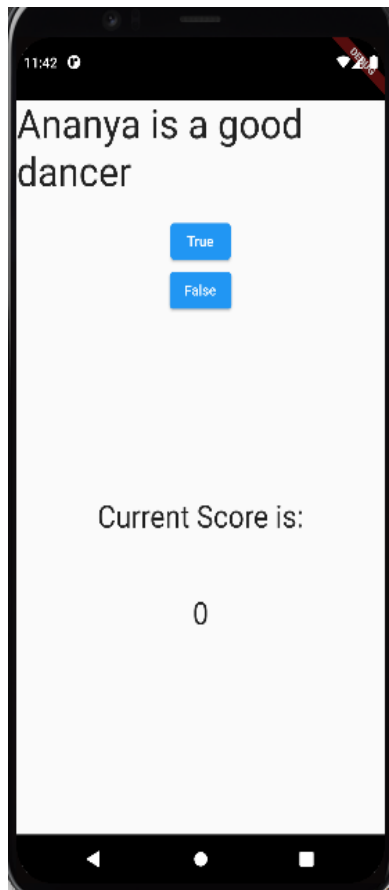 11:42
DEBUG
Ananya is a good
dancer
True
False
Current Score is:
0